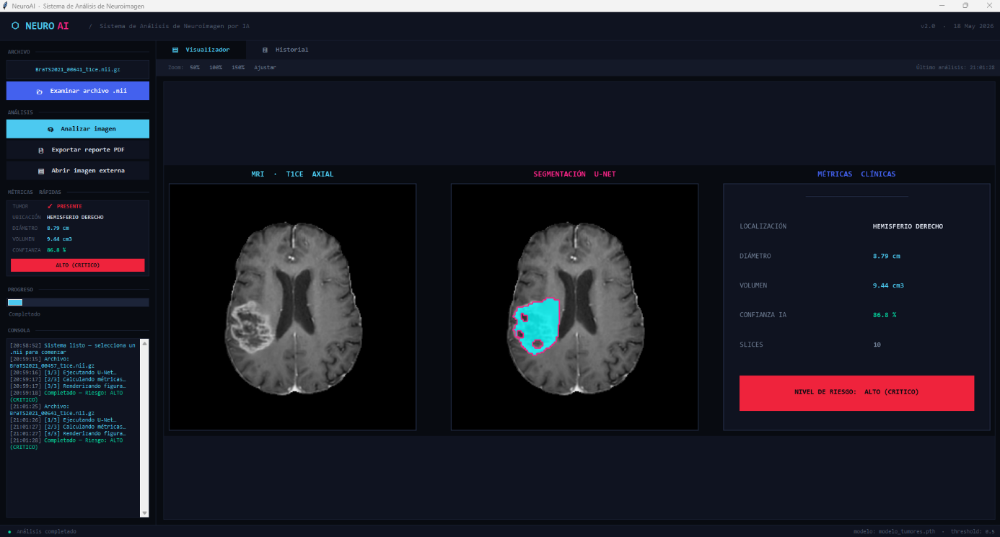 NeuroAI · Sistema de Análisis de Neuroimagen
NEURO AI / Sistema de Análisis de Neuroimagen por IA
v2.0 · 18 May 2026
ARCHIVO
BraTS2021_00641_t1ce.nii.gz
Examinar archivo .nii
ANÁLISIS
Analizar imagen
Exportar reporte PDF
Abrir imagen externa
MÉTRICAS RÁPIDAS
TUMOR ✓ PRESENTE
UBICACIÓN HEMISFERIO DERECHO
DIÁMETRO 8.79 cm
VOLUMEN 9.44 cm3
CONFIANZA 86.8 %
ALTO (CRITICO)
PROGRESO
Completado
CONSOLA
[20:58:52] Sistema listo — selecciona un
.nii para comenzar
[20:59:15] Archivo:
BraTS2021_00457_t1ce.nii.gz
[20:59:16] [1/3] Ejecutando U-Net…
[20:59:17] [2/3] Calculando métricas…
[20:59:17] [3/3] Renderizando figura…
[20:59:18] Completado — Riesgo: ALTO
(CRITICO)
[21:01:25] Archivo:
BraTS2021_00641_t1ce.nii.gz
[21:01:26] [1/3] Ejecutando U-Net…
[21:01:27] [2/3] Calculando métricas…
[21:01:27] [3/3] Renderizando figura…
[21:01:28] Completado — Riesgo: ALTO
(CRITICO)
Visualizador
Historial
Zoom: 50% 100% 150% Ajustar
Último análisis: 21:01:28
MRI · T1CE AXIAL
SEGMENTACIÓN U-NET
MÉTRICAS CLÍNICAS
LOCALIZACIÓN HEMISFERIO DERECHO
DIÁMETRO 8.79 cm
VOLUMEN 9.44 cm3
CONFIANZA IA 86.8 %
SLICES 10
NIVEL DE RIESGO: ALTO (CRITICO)
Análisis completado
modelo: modelo_tumores.pth · threshold: 0.5